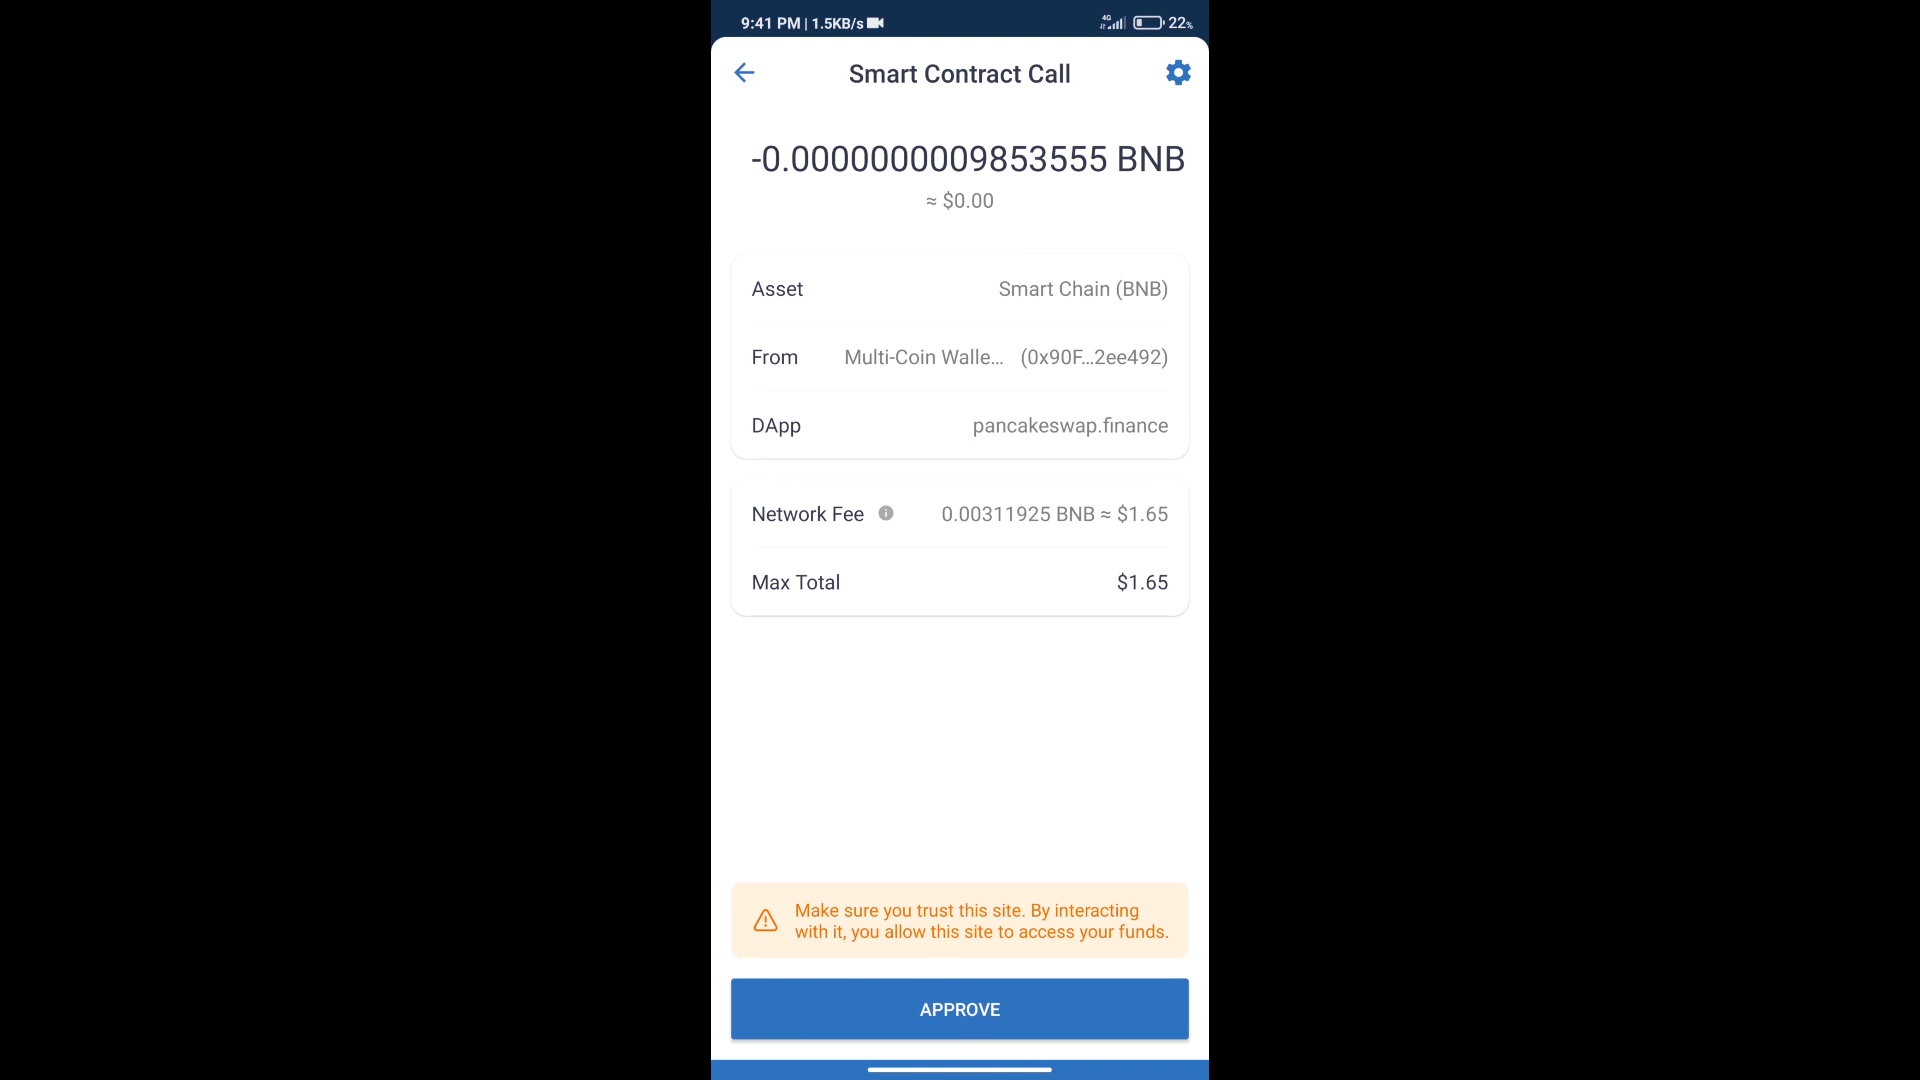 9:41 PM | 1.5KB/s 4G 22%
Smart Contract Call
-0.0000000009853555 BNB
≈ $0.00
Asset Smart Chain (BNB)
From Multi-Coin Walle... (0x90F...2ee492)
DApp pancakeswap.finance
Network Fee 0.00311925 BNB ≈ $1.65
Max Total $1.65
Make sure you trust this site. By interacting
with it, you allow this site to access your funds.
APPROVE